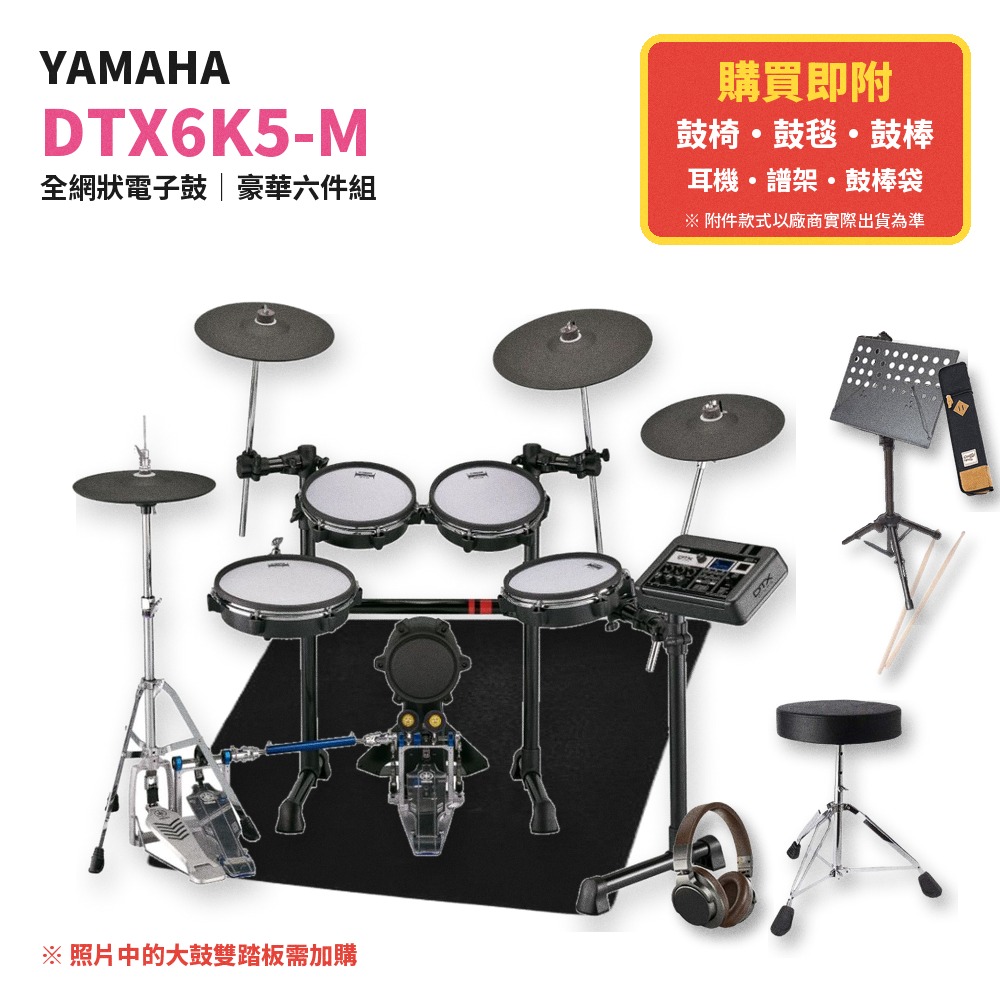 YAMAHA
DTX6K5-M
全網狀電子鼓｜豪華六件組
購買即附
鼓椅・鼓毯・鼓棒
耳機・譜架・鼓棒袋
※ 附件款式以廠商實際出貨為準
DTX
※ 照片中的大鼓雙踏板需加購